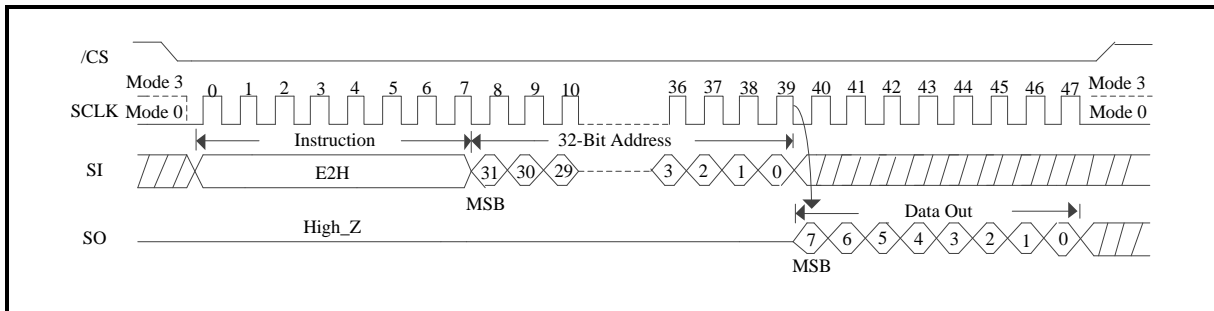 /CS
Mode 3 0 1 2 3 4 5 6 7 8 9 10 36 37 38 39 40 41 42 43 44 45 46 47 Mode 3
SCLK Mode 0 Mode 0
Instruction 32-Bit Address
SI E2H 31 30 29 3 2 1 0
MSB
High_Z Data Out
SO 7 6 5 4 3 2 1 0
MSB